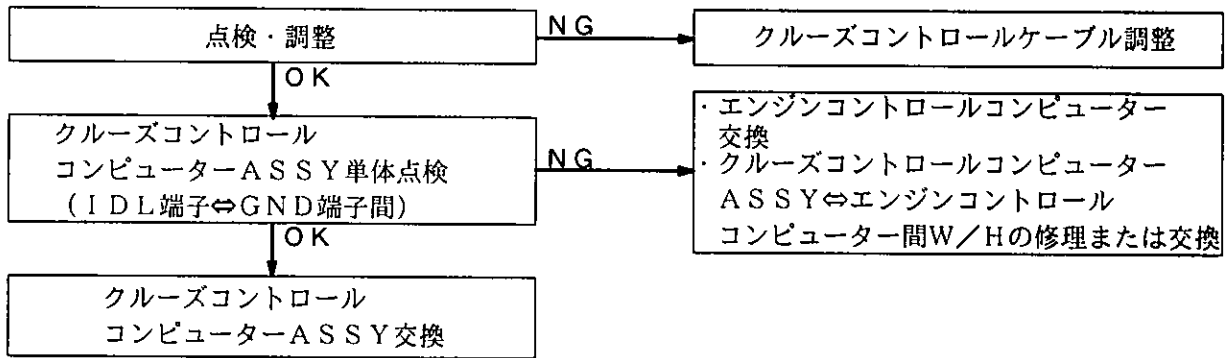 点検・調整
NG
クルーズコントロールケーブル調整
OK
クルーズコントロール
コンピューターASSY単体点検
(IDL端子⇔GND端子間)
NG
・エンジンコントロールコンピューター
交換
・クルーズコントロールコンピューター
ASSY⇔エンジンコントロール
コンピューター間W/Hの修理または交換
OK
クルーズコントロール
コンピューターASSY交換